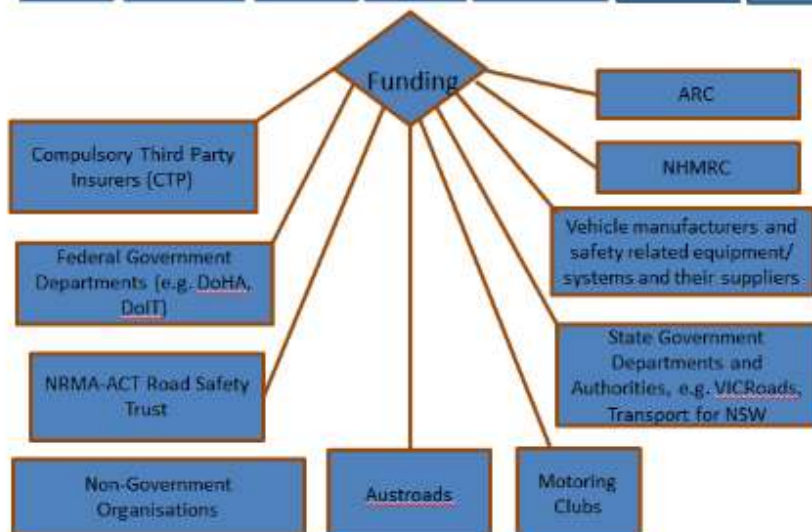 Funding
ARC
Compulsory Third Party
Insurers (CTP)
NHMRC
Vehicle manufacturers and
safety related equipment/
systems and their suppliers
Federal Government
Departments (e.g. DoHA,
DoIT)
State Government
Departments and
Authorities, e.g. VICRoads,
Transport for NSW
NRMA-ACT Road Safety
Trust
Non-Government
Organisations
Austroads
Motoring
Clubs